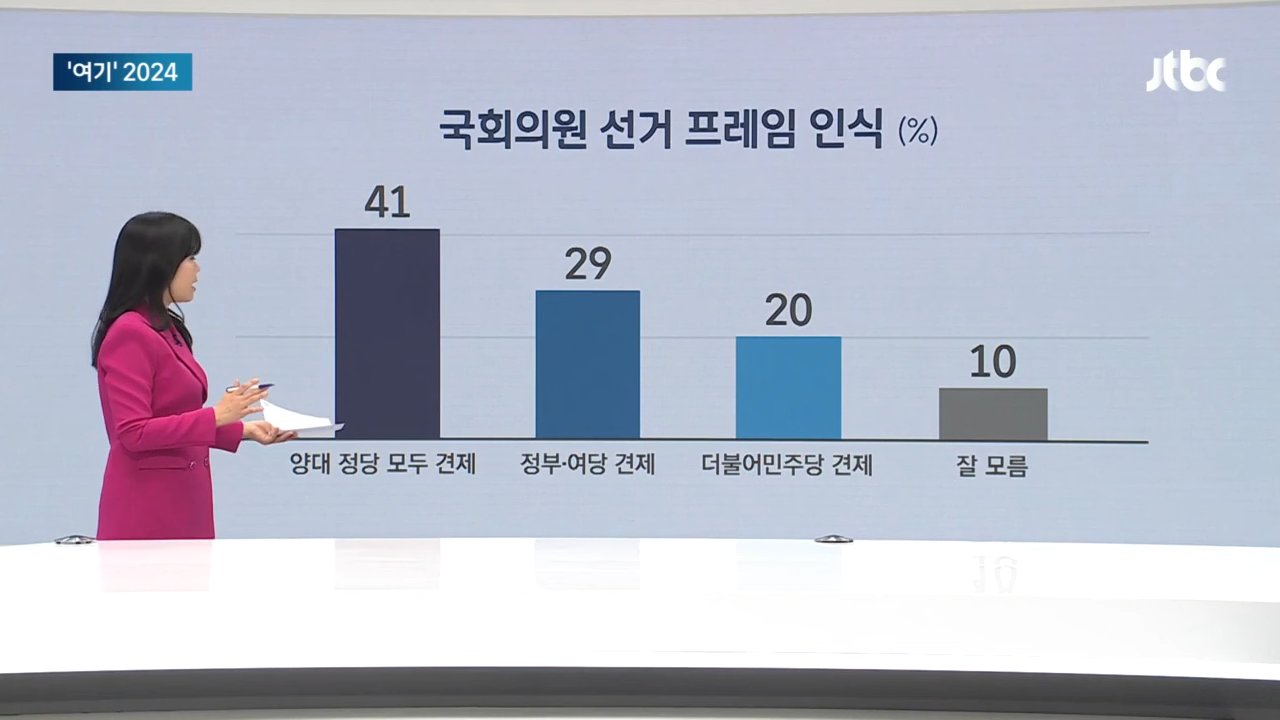 '여기' 2024
jtbc
국회의원 선거 프레임 인식 (%)
41
29
20
10
양대 정당 모두 견제
정부·여당 견제
더불어민주당 견제
잘 모름